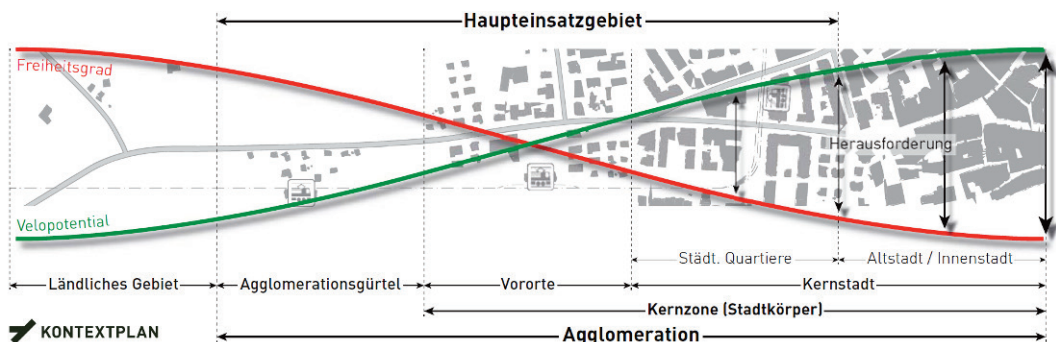 Haupteinsatzgebiet
Freiheitsgrad
Herausforderung
Velopotential
Städt. Quartiere
Altstadt / Innenstadt
Ländliches Gebiet
Agglomerationsgürtel
Vororte
Kernstadt
Kernzone (Stadtkörper)
KONTEXTPLAN
Agglomeration